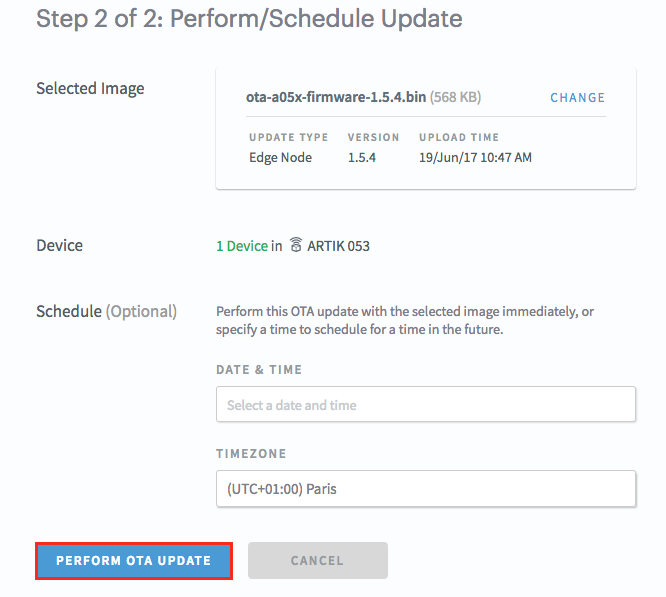 Step 2 of 2: Perform/Schedule Update
Selected Image
ota-a05x-firmware-1.5.4.bin (568 KB)
CHANGE
UPDATE TYPE VERSION UPLOAD TIME
Edge Node 1.5.4 19/Jun/17 10:47 AM
Device
1 Device in ARTIK 053
Schedule (Optional)
Perform this OTA update with the selected image immediately, or
specify a time to schedule for a time in the future.
DATE & TIME
Select a date and time
TIMEZONE
(UTC+01:00) Paris
PERFORM OTA UPDATE
CANCEL